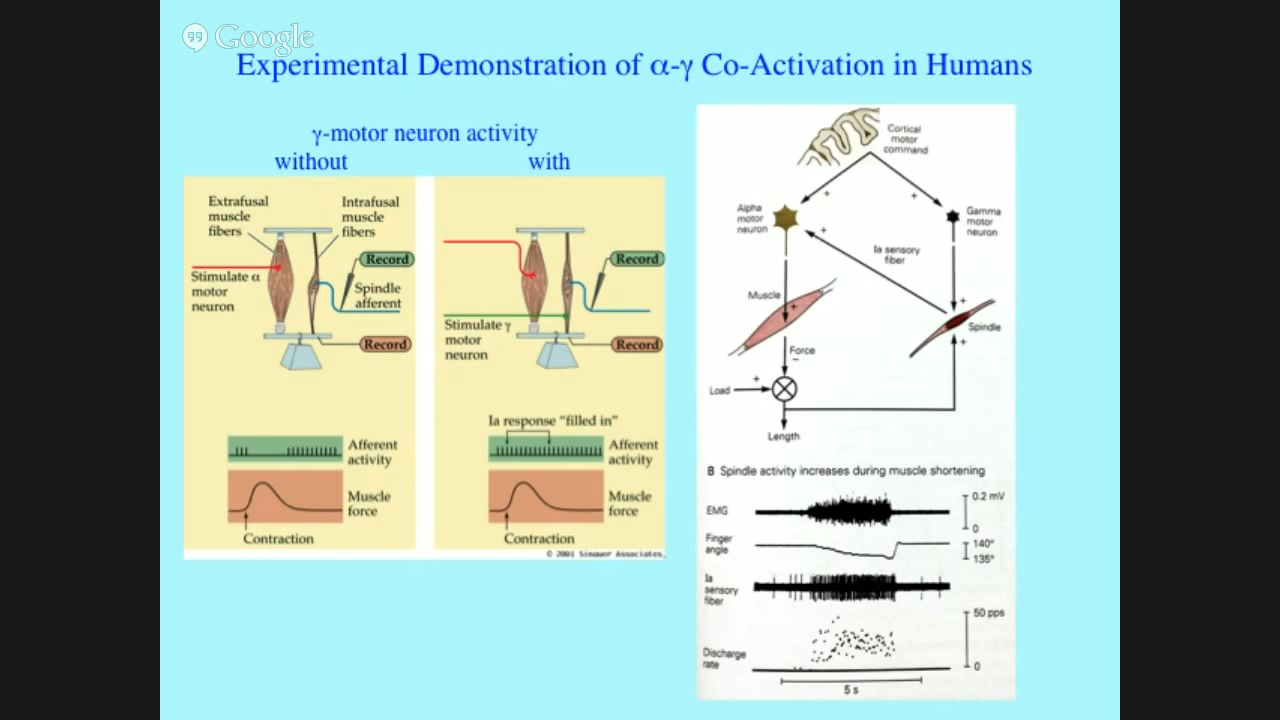 Google
Experimental Demonstration of α-γ Co-Activation in Humans
γ-motor neuron activity
without
with
Extrafusal
muscle
fibers
Intrafusal
muscle
fibers
Record
Stimulate α
motor
neuron
Spindle
afferent
Record
Afferent
activity
Muscle
force
Contraction
Record
Stimulate γ
motor
neuron
Record
Ia response “filled in”
Afferent
activity
Muscle
force
Contraction
© 2001 Sinauer Associates,
Cortical
motor
command
Alpha
motor
neuron
+
+
+
Gamma
motor
neuron
Ia sensory
fiber
Muscle
+
+
Spindle
+
Force
−
Load
+
Length
B Spindle activity increases during muscle shortening
EMG
0.2 mV
0
Finger
angle
140°
135°
Ia
sensory
fiber
50 pps
Discharge
rate
0
5 s